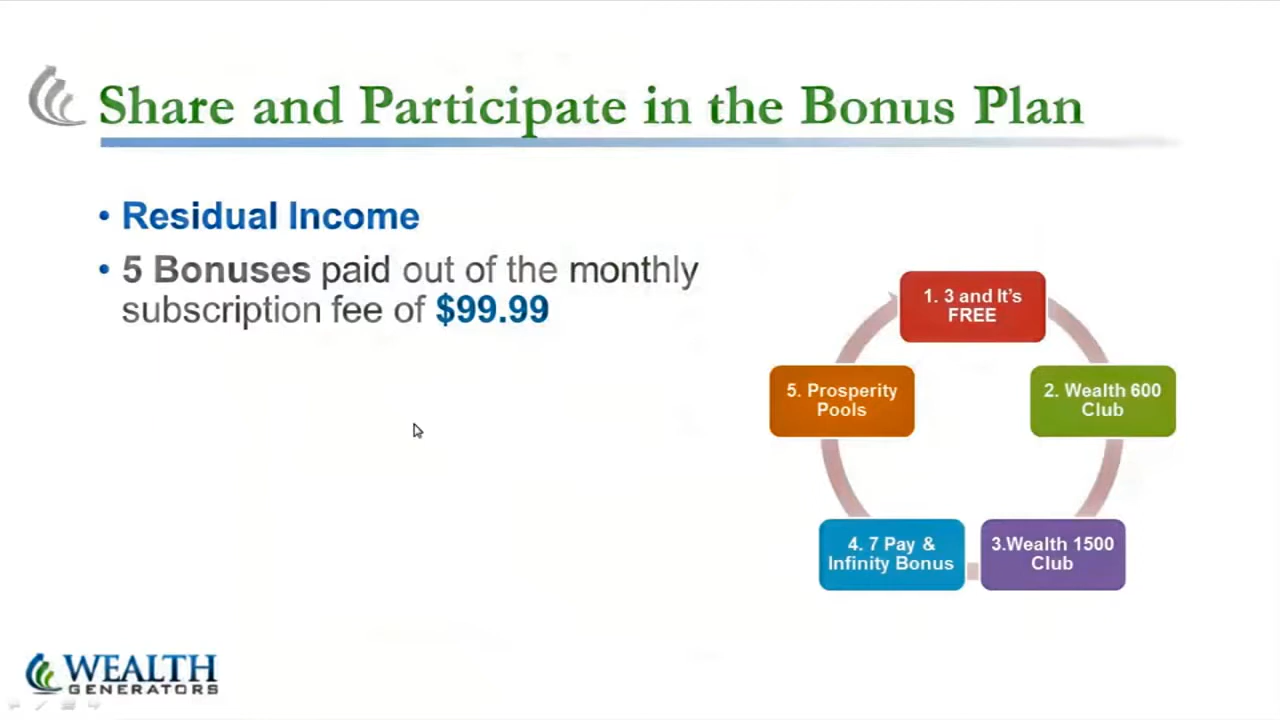 Share and Participate in the Bonus Plan
• Residual Income
• 5 Bonuses paid out of the monthly
subscription fee of $99.99
1. 3 and It’s
FREE
2. Wealth 600
Club
3.Wealth 1500
Club
4. 7 Pay &
Infinity Bonus
5. Prosperity
Pools
WEALTH
GENERATORS